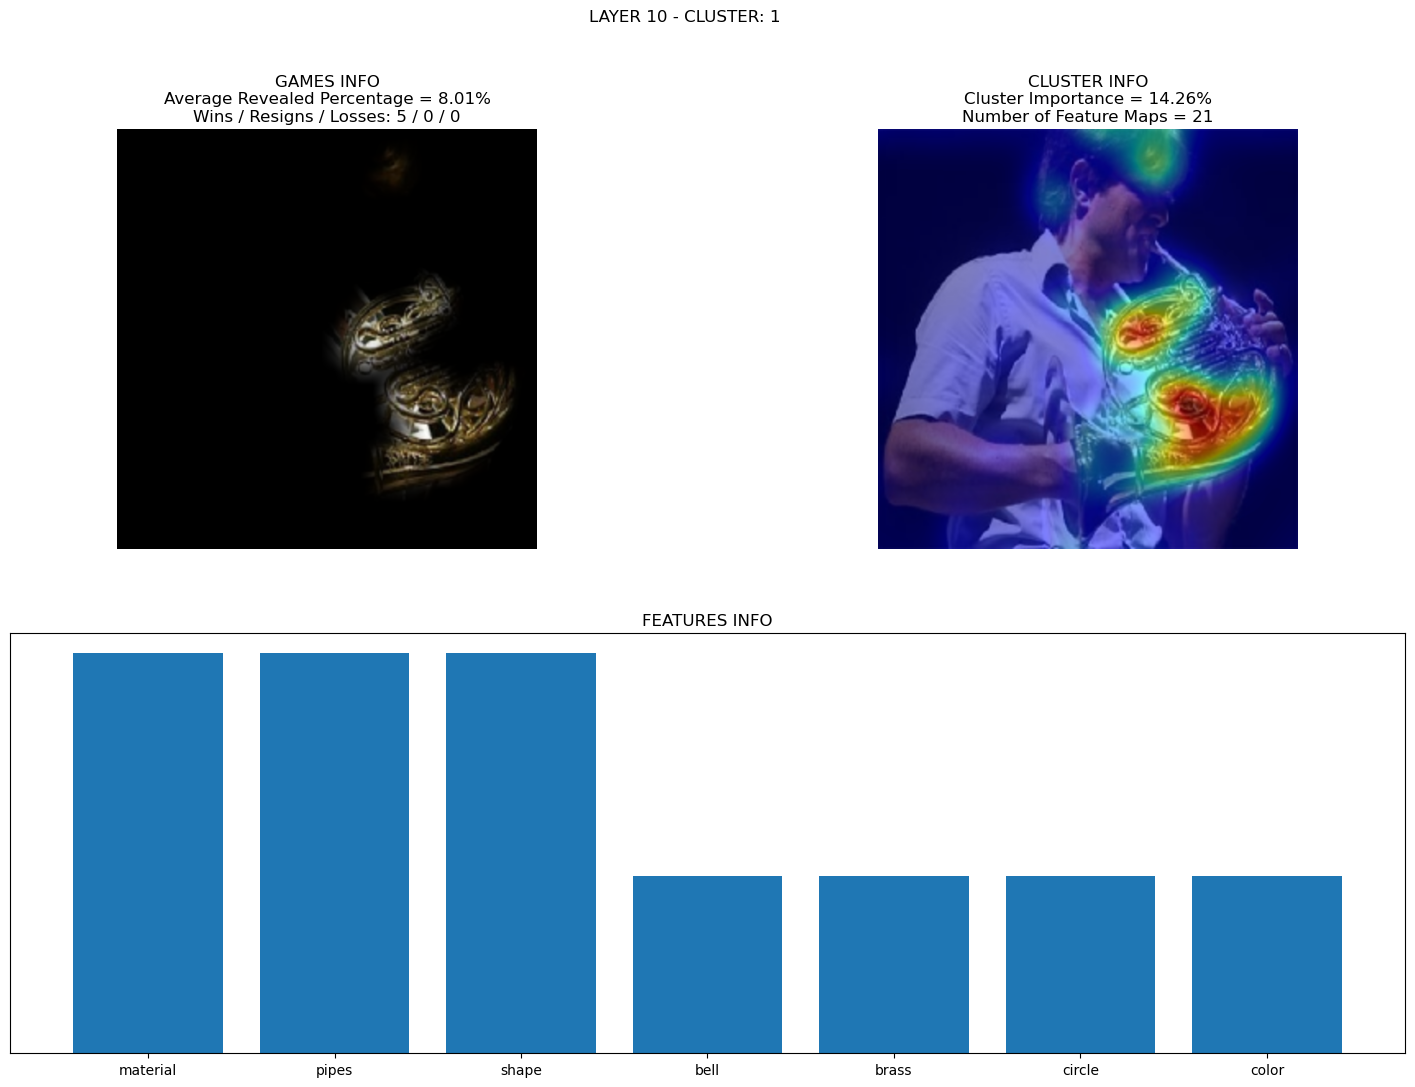 LAYER 10 - CLUSTER: 1
GAMES INFO
Average Revealed Percentage = 8.01%
Wins / Resigns / Losses: 5 / 0 / 0
CLUSTER INFO
Cluster Importance = 14.26%
Number of Feature Maps = 21
FEATURES INFO
material pipes shape bell brass circle color